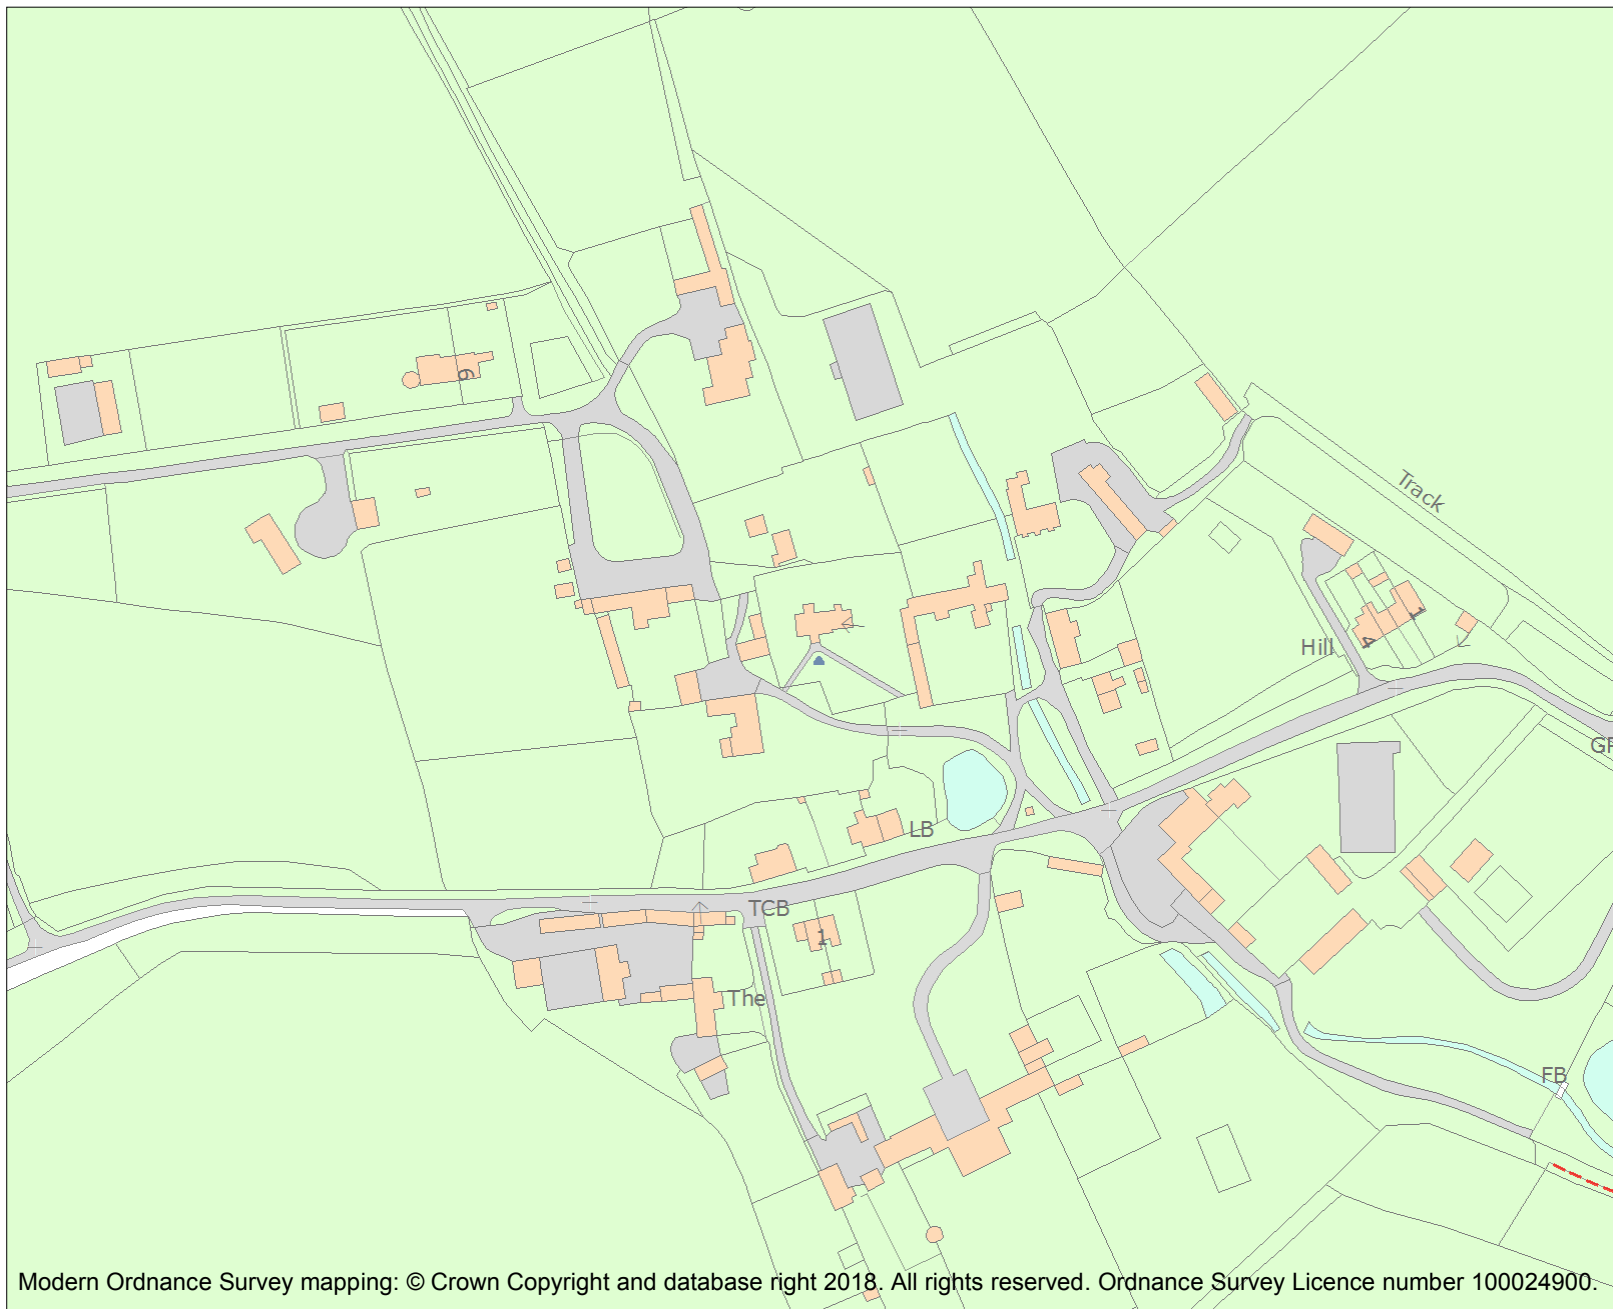 6
Track
1
4
Hill
GP
LB
TCB
1
The
FB
Modern Ordnance Survey mapping: © Crown Copyright and database right 2018. All rights reserved. Ordnance Survey Licence number 100024900.